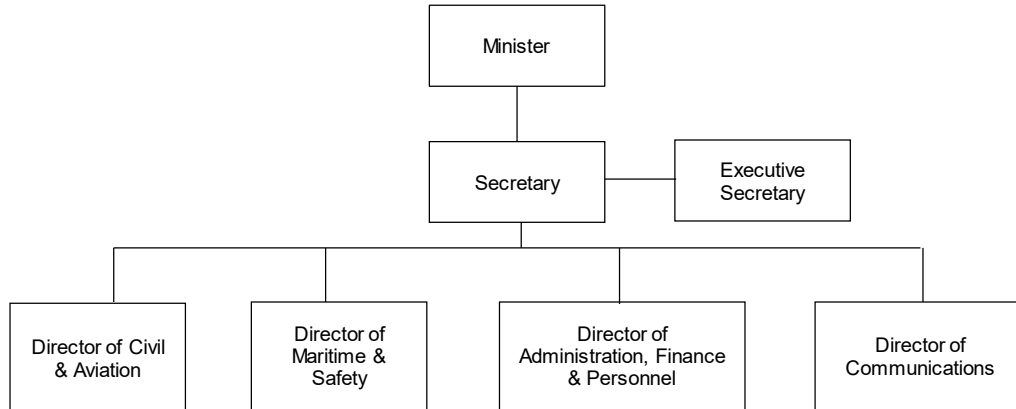 Minister
Secretary
Executive
Secretary
Director of Civil
& Aviation
Director of
Maritime &
Safety
Director of
Administration, Finance
& Personnel
Director of
Communications